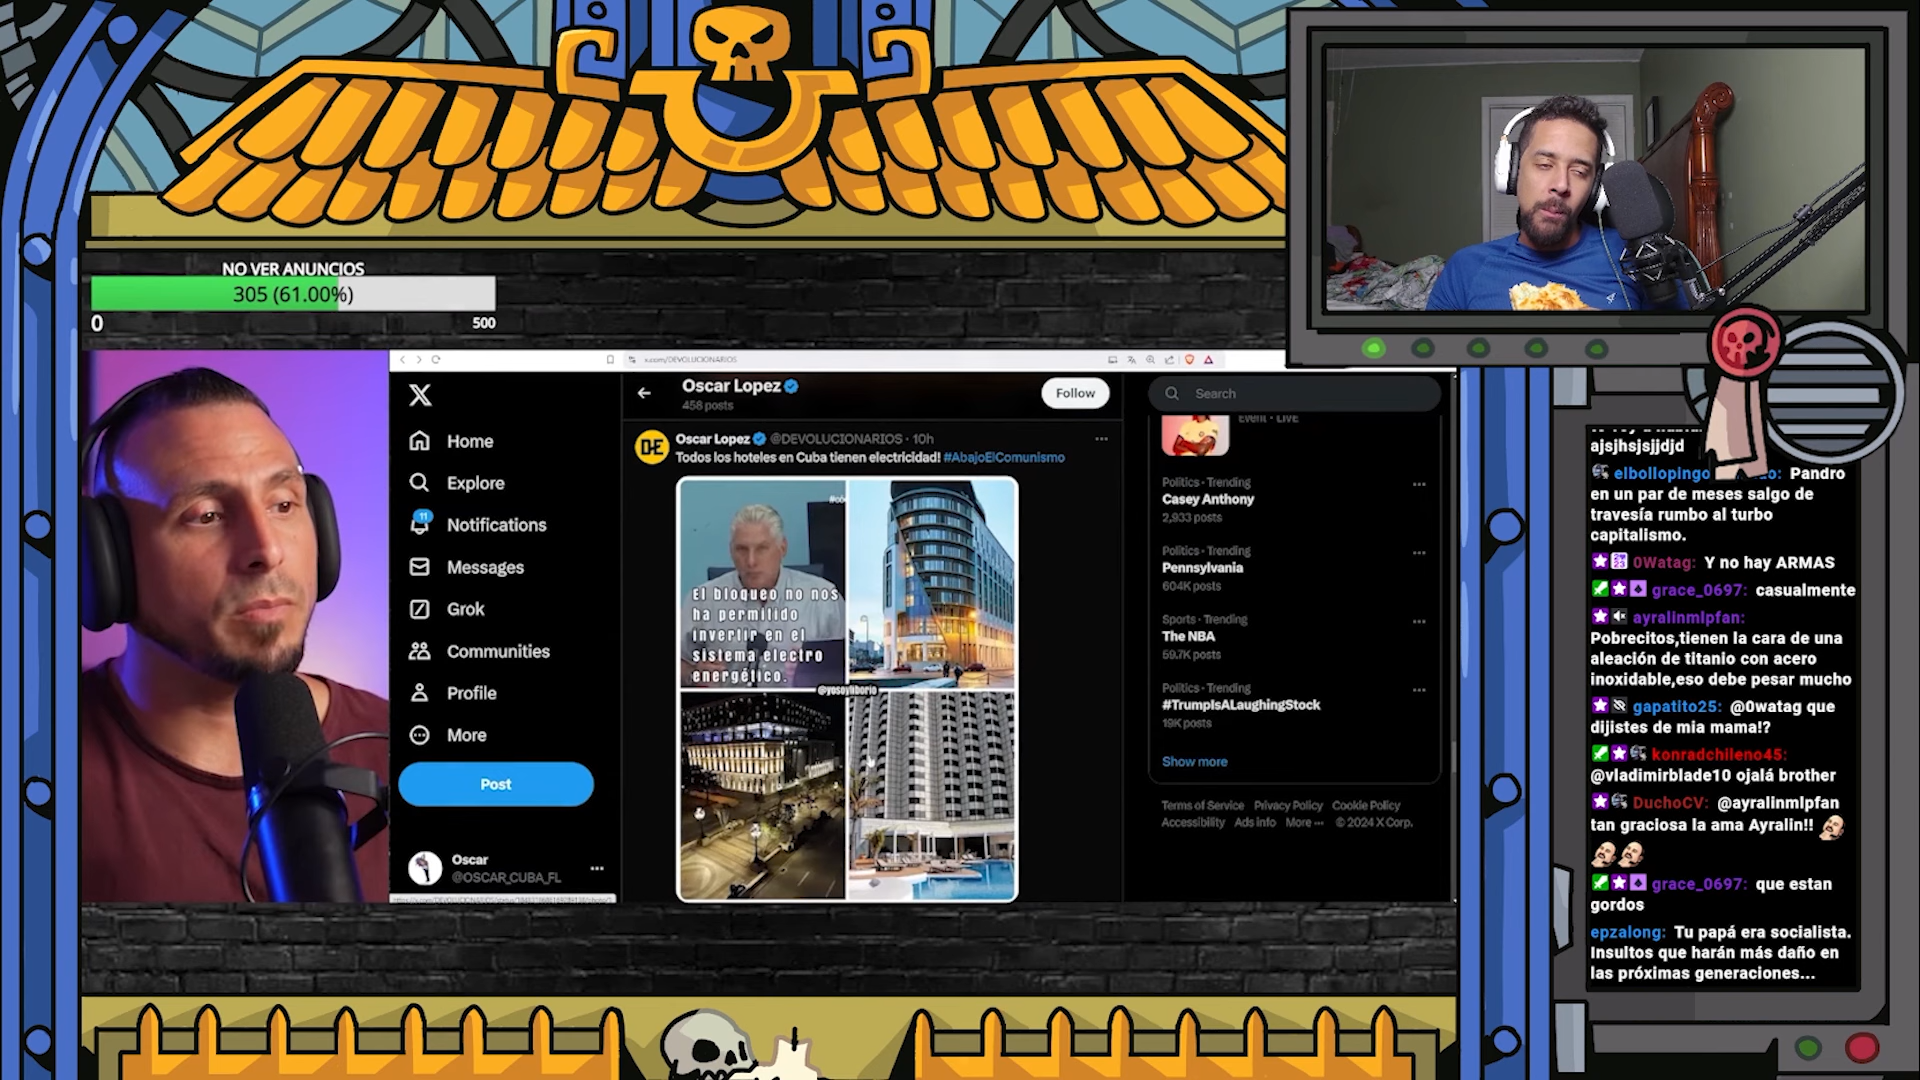 NO VER ANUNCIOS
305 (61.00%)
0
500
x.com/DEVOLUCIONARIOS
Home
Explore
11
Notifications
Messages
Grok
Communities
Profile
More
Post
Oscar
@OSCAR_CUBA_FL
Oscar Lopez
458 posts
Follow
DE
Oscar Lopez @DEVOLUCIONARIOS · 10h
Todos los hoteles en Cuba tienen electricidad! #AbajoElComunismo
El bloqueo no nos
ha permitido
invertir en el
sistema electro
energético.
@yosoyliborio
Search
Event · LIVE
Politics · Trending
Casey Anthony
2,933 posts
Politics · Trending
Pennsylvania
604K posts
Sports · Trending
The NBA
59.7K posts
Politics · Trending
#TrumpIsALaughingStock
19K posts
Show more
Terms of Service Privacy Policy Cookie Policy
Accessibility Ads info More ··· © 2024 X Corp.
ajsjhsjsjjdjd
elbollopingo : Pandro
en un par de meses salgo de
travesía rumbo al turbo
capitalismo.
0Watag: Y no hay ARMAS
grace_0697: casualmente
ayralinmlpfan:
Pobrecitos,tienen la cara de una
aleación de titanio con acero
inoxidable,eso debe pesar mucho
gapatito25: @0watag que
dijistes de mia mama!?
konradchileno45:
@vladimirblade10 ojalá brother
DuchoCV: @ayralinmlpfan
tan graciosa la ama Ayralin!!
grace_0697: que estan
gordos
epzalong: Tu papá era socialista.
Insultos que harán más daño en
las próximas generaciones...